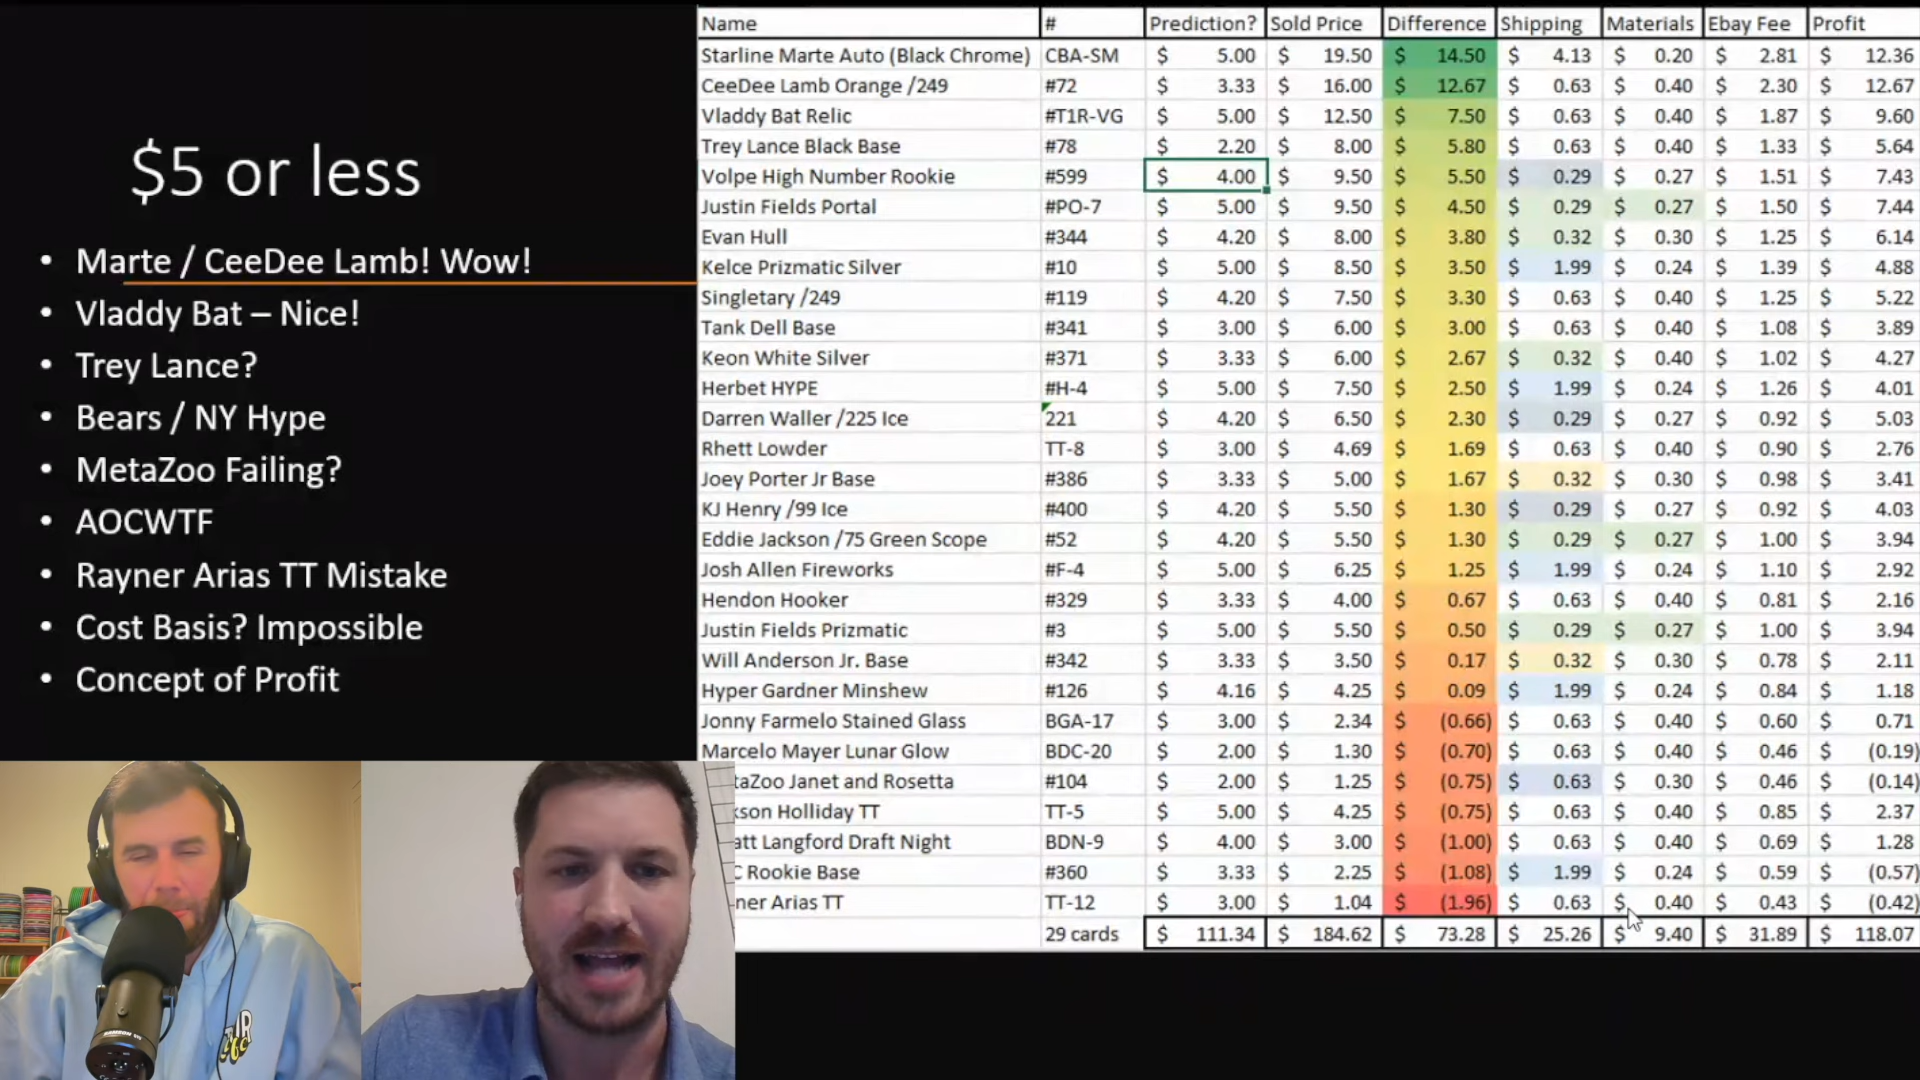 $5 or less
• Marte / CeeDee Lamb! Wow!
• Vladdy Bat – Nice!
• Trey Lance?
• Bears / NY Hype
• MetaZoo Failing?
• AOCWTF
• Rayner Arias TT Mistake
• Cost Basis? Impossible
• Concept of Profit
Name # Prediction? Sold Price Difference Shipping Materials Ebay Fee Profit
Starline Marte Auto (Black Chrome) CBA-SM $ 5.00 $ 19.50 $ 14.50 $ 4.13 $ 0.20 $ 2.81 $ 12.36
CeeDee Lamb Orange /249 #72 $ 3.33 $ 16.00 $ 12.67 $ 0.63 $ 0.40 $ 2.30 $ 12.67
Vladdy Bat Relic #T1R-VG $ 5.00 $ 12.50 $ 7.50 $ 0.63 $ 0.40 $ 1.87 $ 9.60
Trey Lance Black Base #78 $ 2.20 $ 8.00 $ 5.80 $ 0.63 $ 0.40 $ 1.33 $ 5.64
Volpe High Number Rookie #599 $ 4.00 $ 9.50 $ 5.50 $ 0.29 $ 0.27 $ 1.51 $ 7.43
Justin Fields Portal #PO-7 $ 5.00 $ 9.50 $ 4.50 $ 0.29 $ 0.27 $ 1.50 $ 7.44
Evan Hull #344 $ 4.20 $ 8.00 $ 3.80 $ 0.32 $ 0.30 $ 1.25 $ 6.14
Kelce Prizmatic Silver #10 $ 5.00 $ 8.50 $ 3.50 $ 1.99 $ 0.24 $ 1.39 $ 4.88
Singletary /249 #119 $ 4.20 $ 7.50 $ 3.30 $ 0.63 $ 0.40 $ 1.25 $ 5.22
Tank Dell Base #341 $ 3.00 $ 6.00 $ 3.00 $ 0.63 $ 0.40 $ 1.08 $ 3.89
Keon White Silver #371 $ 3.33 $ 6.00 $ 2.67 $ 0.32 $ 0.40 $ 1.02 $ 4.27
Herbet HYPE #H-4 $ 5.00 $ 7.50 $ 2.50 $ 1.99 $ 0.24 $ 1.26 $ 4.01
Darren Waller /225 Ice 221 $ 4.20 $ 6.50 $ 2.30 $ 0.29 $ 0.27 $ 0.92 $ 5.03
Rhett Lowder TT-8 $ 3.00 $ 4.69 $ 1.69 $ 0.63 $ 0.40 $ 0.90 $ 2.76
Joey Porter Jr Base #386 $ 3.33 $ 5.00 $ 1.67 $ 0.32 $ 0.30 $ 0.98 $ 3.41
KJ Henry /99 Ice #400 $ 4.20 $ 5.50 $ 1.30 $ 0.29 $ 0.27 $ 0.92 $ 4.03
Eddie Jackson /75 Green Scope #52 $ 4.20 $ 5.50 $ 1.30 $ 0.29 $ 0.27 $ 1.00 $ 3.94
Josh Allen Fireworks #F-4 $ 5.00 $ 6.25 $ 1.25 $ 1.99 $ 0.24 $ 1.10 $ 2.92
Hendon Hooker #329 $ 3.33 $ 4.00 $ 0.67 $ 0.63 $ 0.40 $ 0.81 $ 2.16
Justin Fields Prizmatic #3 $ 5.00 $ 5.50 $ 0.50 $ 0.29 $ 0.27 $ 1.00 $ 3.94
Will Anderson Jr. Base #342 $ 3.33 $ 3.50 $ 0.17 $ 0.32 $ 0.30 $ 0.78 $ 2.11
Hyper Gardner Minshew #126 $ 4.16 $ 4.25 $ 0.09 $ 1.99 $ 0.24 $ 0.84 $ 1.18
Jonny Farmelo Stained Glass BGA-17 $ 3.00 $ 2.34 $ (0.66) $ 0.63 $ 0.40 $ 0.60 $ 0.71
Marcelo Mayer Lunar Glow BDC-20 $ 2.00 $ 1.30 $ (0.70) $ 0.63 $ 0.40 $ 0.46 $ (0.19)
taZoo Janet and Rosetta #104 $ 2.00 $ 1.25 $ (0.75) $ 0.63 $ 0.30 $ 0.46 $ (0.14)
kson Holliday TT TT-5 $ 5.00 $ 4.25 $ (0.75) $ 0.63 $ 0.40 $ 0.85 $ 2.37
att Langford Draft Night BDN-9 $ 4.00 $ 3.00 $ (1.00) $ 0.63 $ 0.40 $ 0.69 $ 1.28
C Rookie Base #360 $ 3.33 $ 2.25 $ (1.08) $ 1.99 $ 0.24 $ 0.59 $ (0.57)
ner Arias TT TT-12 $ 3.00 $ 1.04 $ (1.96) $ 0.63 $ 0.40 $ 0.43 $ (0.42)
29 cards $ 111.34 $ 184.62 $ 73.28 $ 25.26 $ 9.40 $ 31.89 $ 118.07